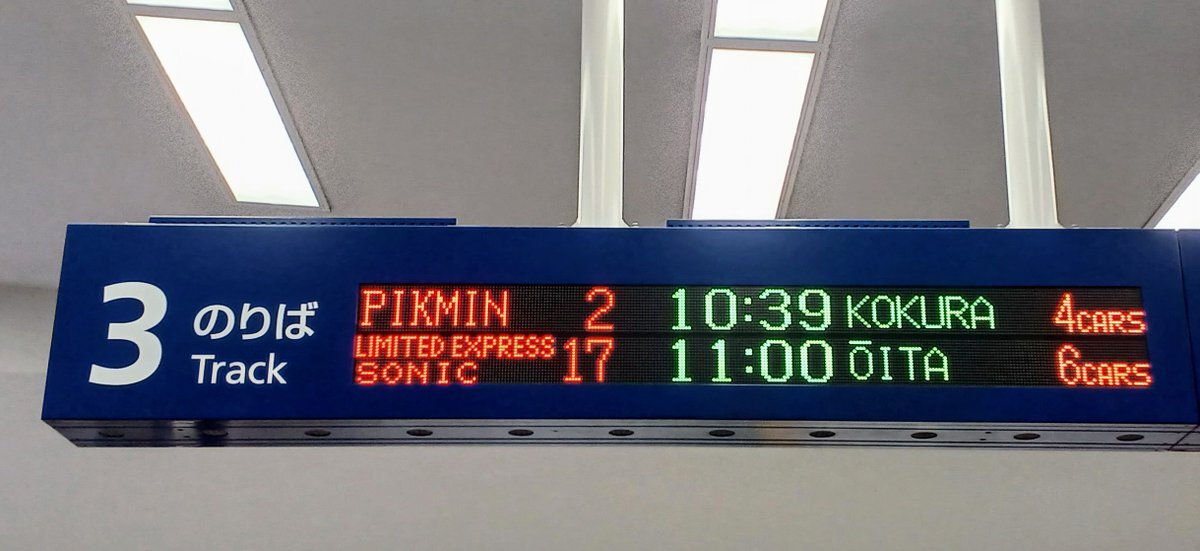 3 のりば
Track
PIKMIN 2 10:39 KOKURA 4CARS
LIMITED EXPRESS
SONIC 17 11:00 ŌITA 6CARS